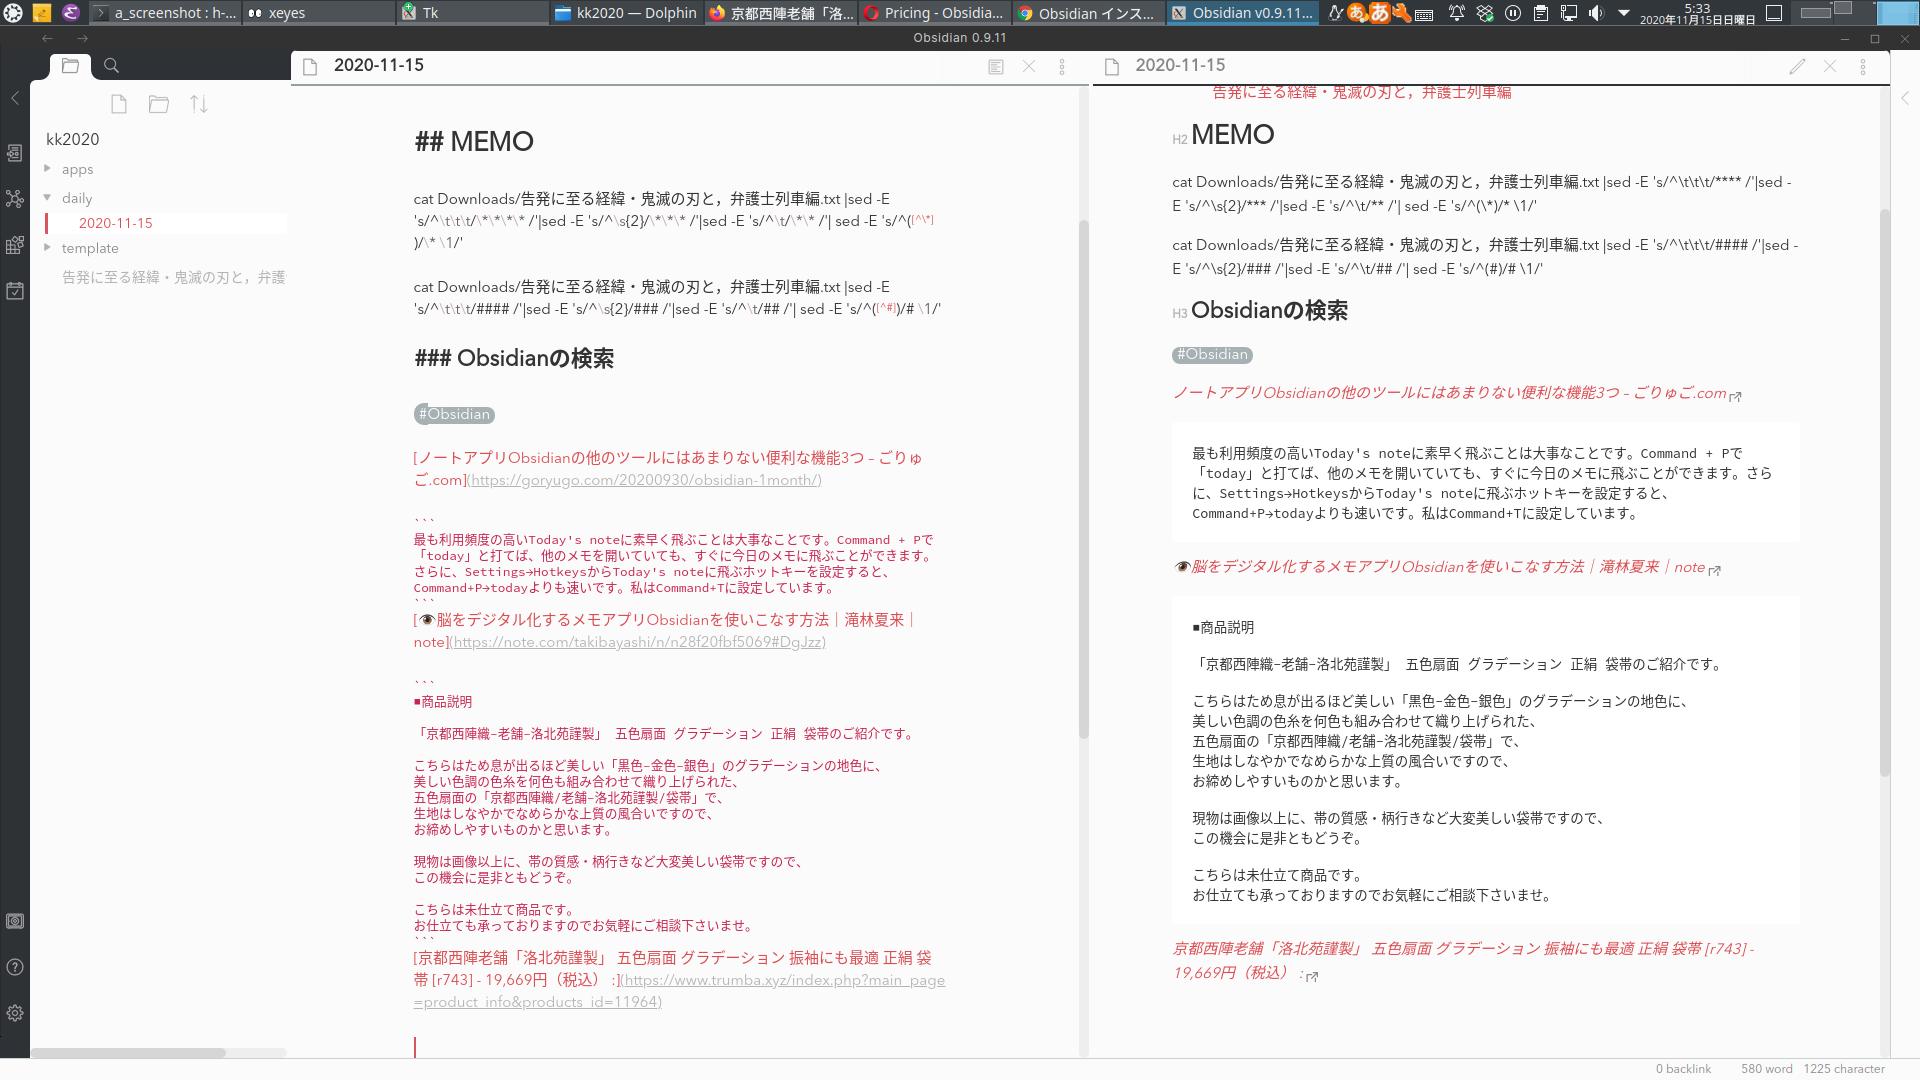 a_screenshot : h-...
xeyes
Tk
kk2020 — Dolphin
京都西陣老舗「洛...
Pricing - Obsidia...
Obsidian インス...
Obsidian v0.9.11...
あ
あ
5:33
2020年11月15日日曜日
Obsidian 0.9.11
2020-11-15
kk2020
apps
daily
2020-11-15
template
告発に至る経緯・鬼滅の刃と，弁護
## MEMO
cat Downloads/告発に至る経緯・鬼滅の刃と，弁護士列車編.txt |sed -E
's/^\t\t\t/\*\*\*\* /'|sed -E 's/^\s{2}/\*\*\* /'|sed -E 's/^\t/\*\* /'| sed -E 's/^([^\*]
)/\* \1/'
cat Downloads/告発に至る経緯・鬼滅の刃と，弁護士列車編.txt |sed -E
's/^\t\t\t/#### /'|sed -E 's/^\s{2}/### /'|sed -E 's/^\t/## /'| sed -E 's/^([^#])/# \1/'
### Obsidianの検索
#Obsidian
[ノートアプリObsidianの他のツールにはあまりない便利な機能3つ – ごりゅ
ご.com](https://goryugo.com/20200930/obsidian-1month/)
```
最も利用頻度の高いToday's noteに素早く飛ぶことは大事なことです。Command + Pで
「today」と打てば、他のメモを開いていても、すぐに今日のメモに飛ぶことができます。
さらに、Settings→HotkeysからToday's noteに飛ぶホットキーを設定すると、
Command+P→todayよりも速いです。私はCommand+Tに設定しています。
```
[👁脳をデジタル化するメモアプリObsidianを使いこなす方法｜滝林夏来｜
note](https://note.com/takibayashi/n/n28f20fbf5069#DgJzz)
```
■商品説明
「京都西陣織−老舗−洛北苑謹製」 五色扇面 グラデーション 正絹 袋帯のご紹介です。
こちらはため息が出るほど美しい「黒色−金色−銀色」のグラデーションの地色に、
美しい色調の色糸を何色も組み合わせて織り上げられた、
五色扇面の「京都西陣織/老舗−洛北苑謹製/袋帯」で、
生地はしなやかでなめらかな上質の風合いですので、
お締めしやすいものかと思います。
現物は画像以上に、帯の質感・柄行きなど大変美しい袋帯ですので、
この機会に是非ともどうぞ。
こちらは未仕立て商品です。
お仕立ても承っておりますのでお気軽にご相談下さいませ。
```
[京都西陣老舗「洛北苑謹製」 五色扇面 グラデーション 振袖にも最適 正絹 袋
帯 [r743] - 19,669円（税込） :](https://www.trumba.xyz/index.php?main_page
=product_info&products_id=11964)
2020-11-15
告発に至る経緯・鬼滅の刃と，弁護士列車編
H2 MEMO
cat Downloads/告発に至る経緯・鬼滅の刃と，弁護士列車編.txt |sed -E 's/^\t\t\t/**** /'|sed -
E 's/^\s{2}/*** /'|sed -E 's/^\t/** /'| sed -E 's/^(\*)/* \1/'
cat Downloads/告発に至る経緯・鬼滅の刃と，弁護士列車編.txt |sed -E 's/^\t\t\t/#### /'|sed -
E 's/^\s{2}/### /'|sed -E 's/^\t/## /'| sed -E 's/^(#)/# \1/'
H3 Obsidianの検索
#Obsidian
ノートアプリObsidianの他のツールにはあまりない便利な機能3つ – ごりゅご.com
最も利用頻度の高いToday's noteに素早く飛ぶことは大事なことです。Command + Pで
「today」と打てば、他のメモを開いていても、すぐに今日のメモに飛ぶことができます。さら
に、Settings→HotkeysからToday's noteに飛ぶホットキーを設定すると、
Command+P→todayよりも速いです。私はCommand+Tに設定しています。
👁脳をデジタル化するメモアプリObsidianを使いこなす方法｜滝林夏来｜note
■商品説明
「京都西陣織−老舗−洛北苑謹製」 五色扇面 グラデーション 正絹 袋帯のご紹介です。
こちらはため息が出るほど美しい「黒色−金色−銀色」のグラデーションの地色に、
美しい色調の色糸を何色も組み合わせて織り上げられた、
五色扇面の「京都西陣織/老舗−洛北苑謹製/袋帯」で、
生地はしなやかでなめらかな上質の風合いですので、
お締めしやすいものかと思います。
現物は画像以上に、帯の質感・柄行きなど大変美しい袋帯ですので、
この機会に是非ともどうぞ。
こちらは未仕立て商品です。
お仕立ても承っておりますのでお気軽にご相談下さいませ。
京都西陣老舗「洛北苑謹製」 五色扇面 グラデーション 振袖にも最適 正絹 袋帯 [r743] -
19,669円（税込） :
0 backlink
580 word
1225 character